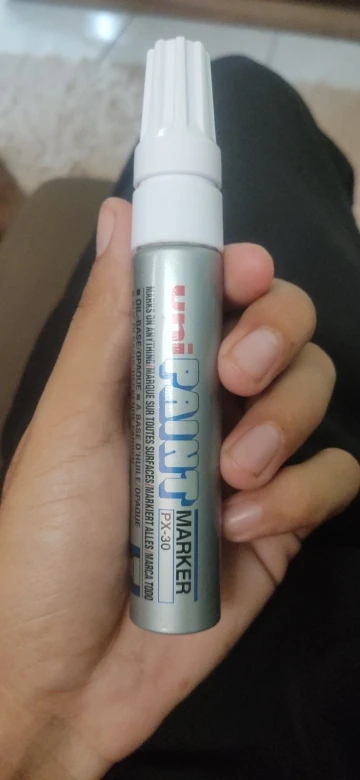 uni PAINT MARKER
PX-30
MARKS ON ANYTHING/MARQUE SUR TOUTES SURFACES/MARKIERT ALLES/MARCA TODO
■ OIL-BASE/OPAQUE ■ A BASE D'HUILE/OPAQUE